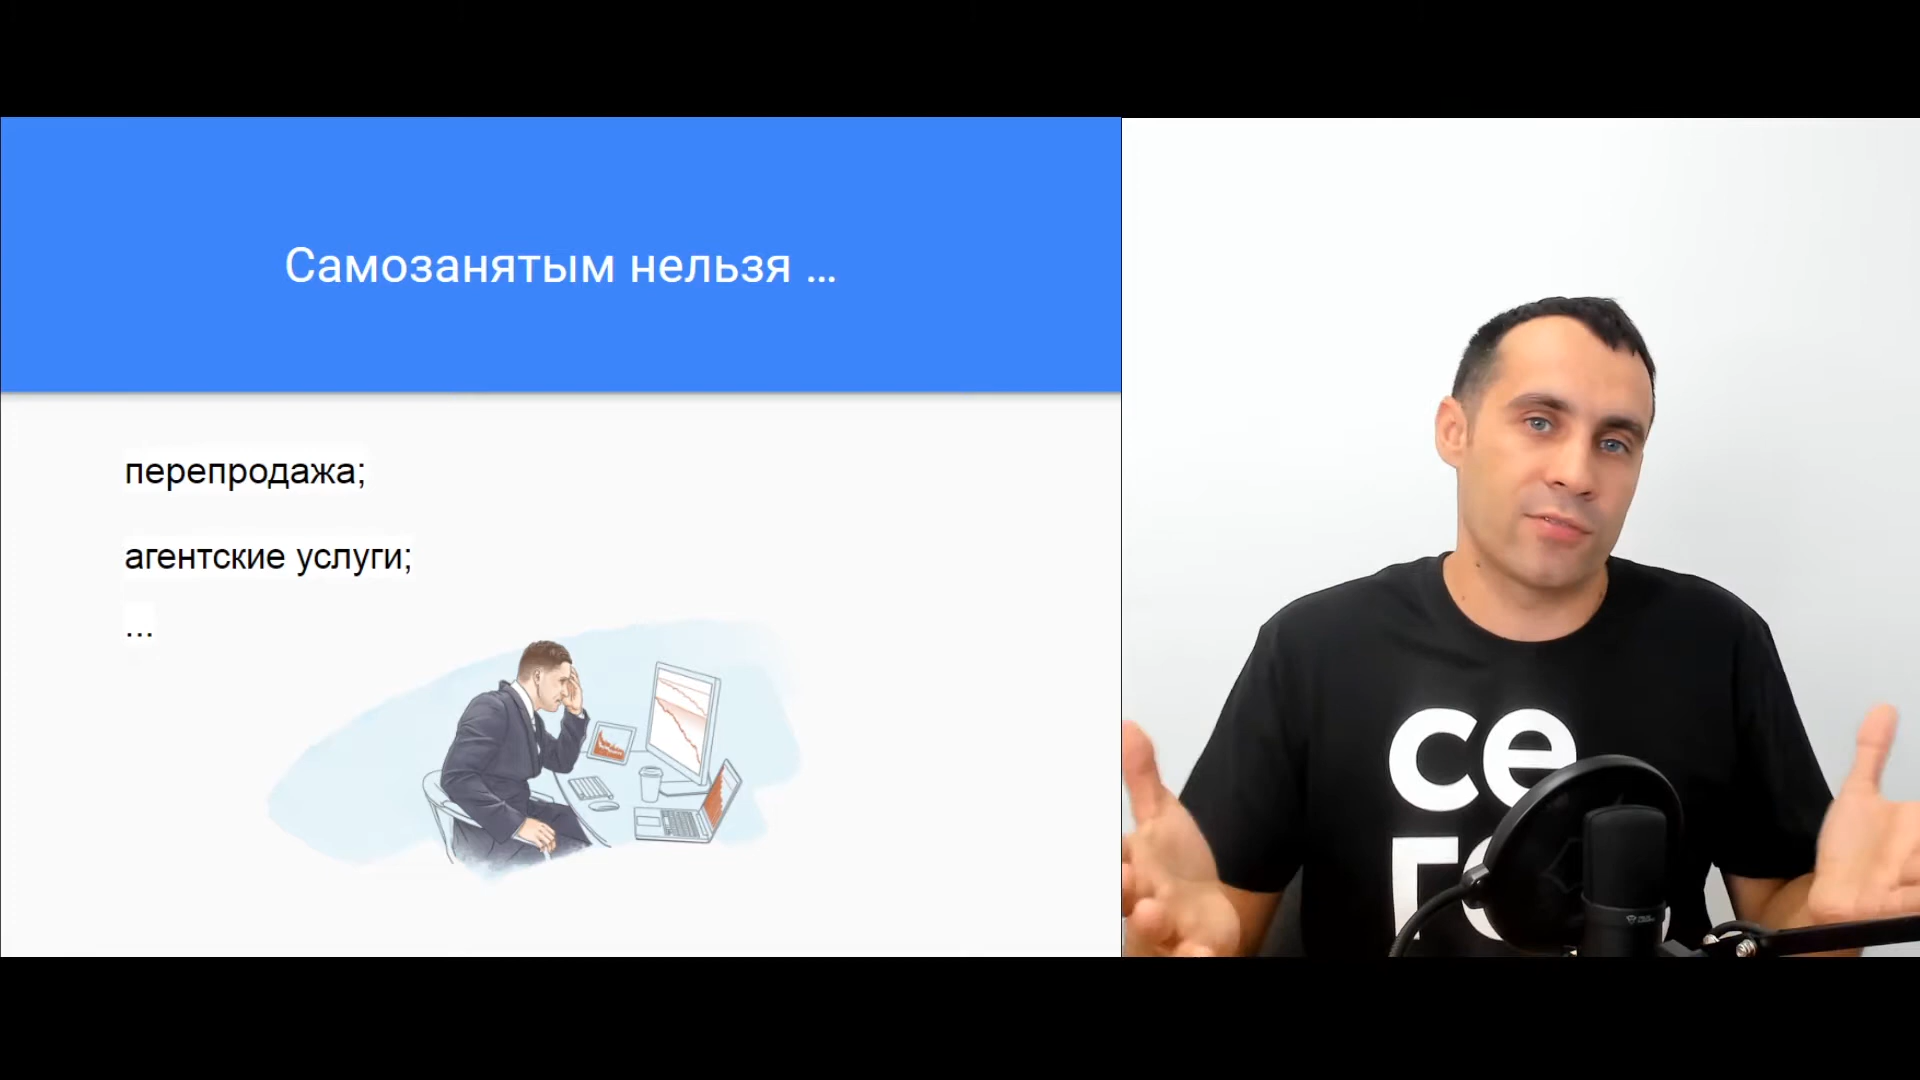 Самозанятым нельзя ...
перепродажа;
агентские услуги;
...
се